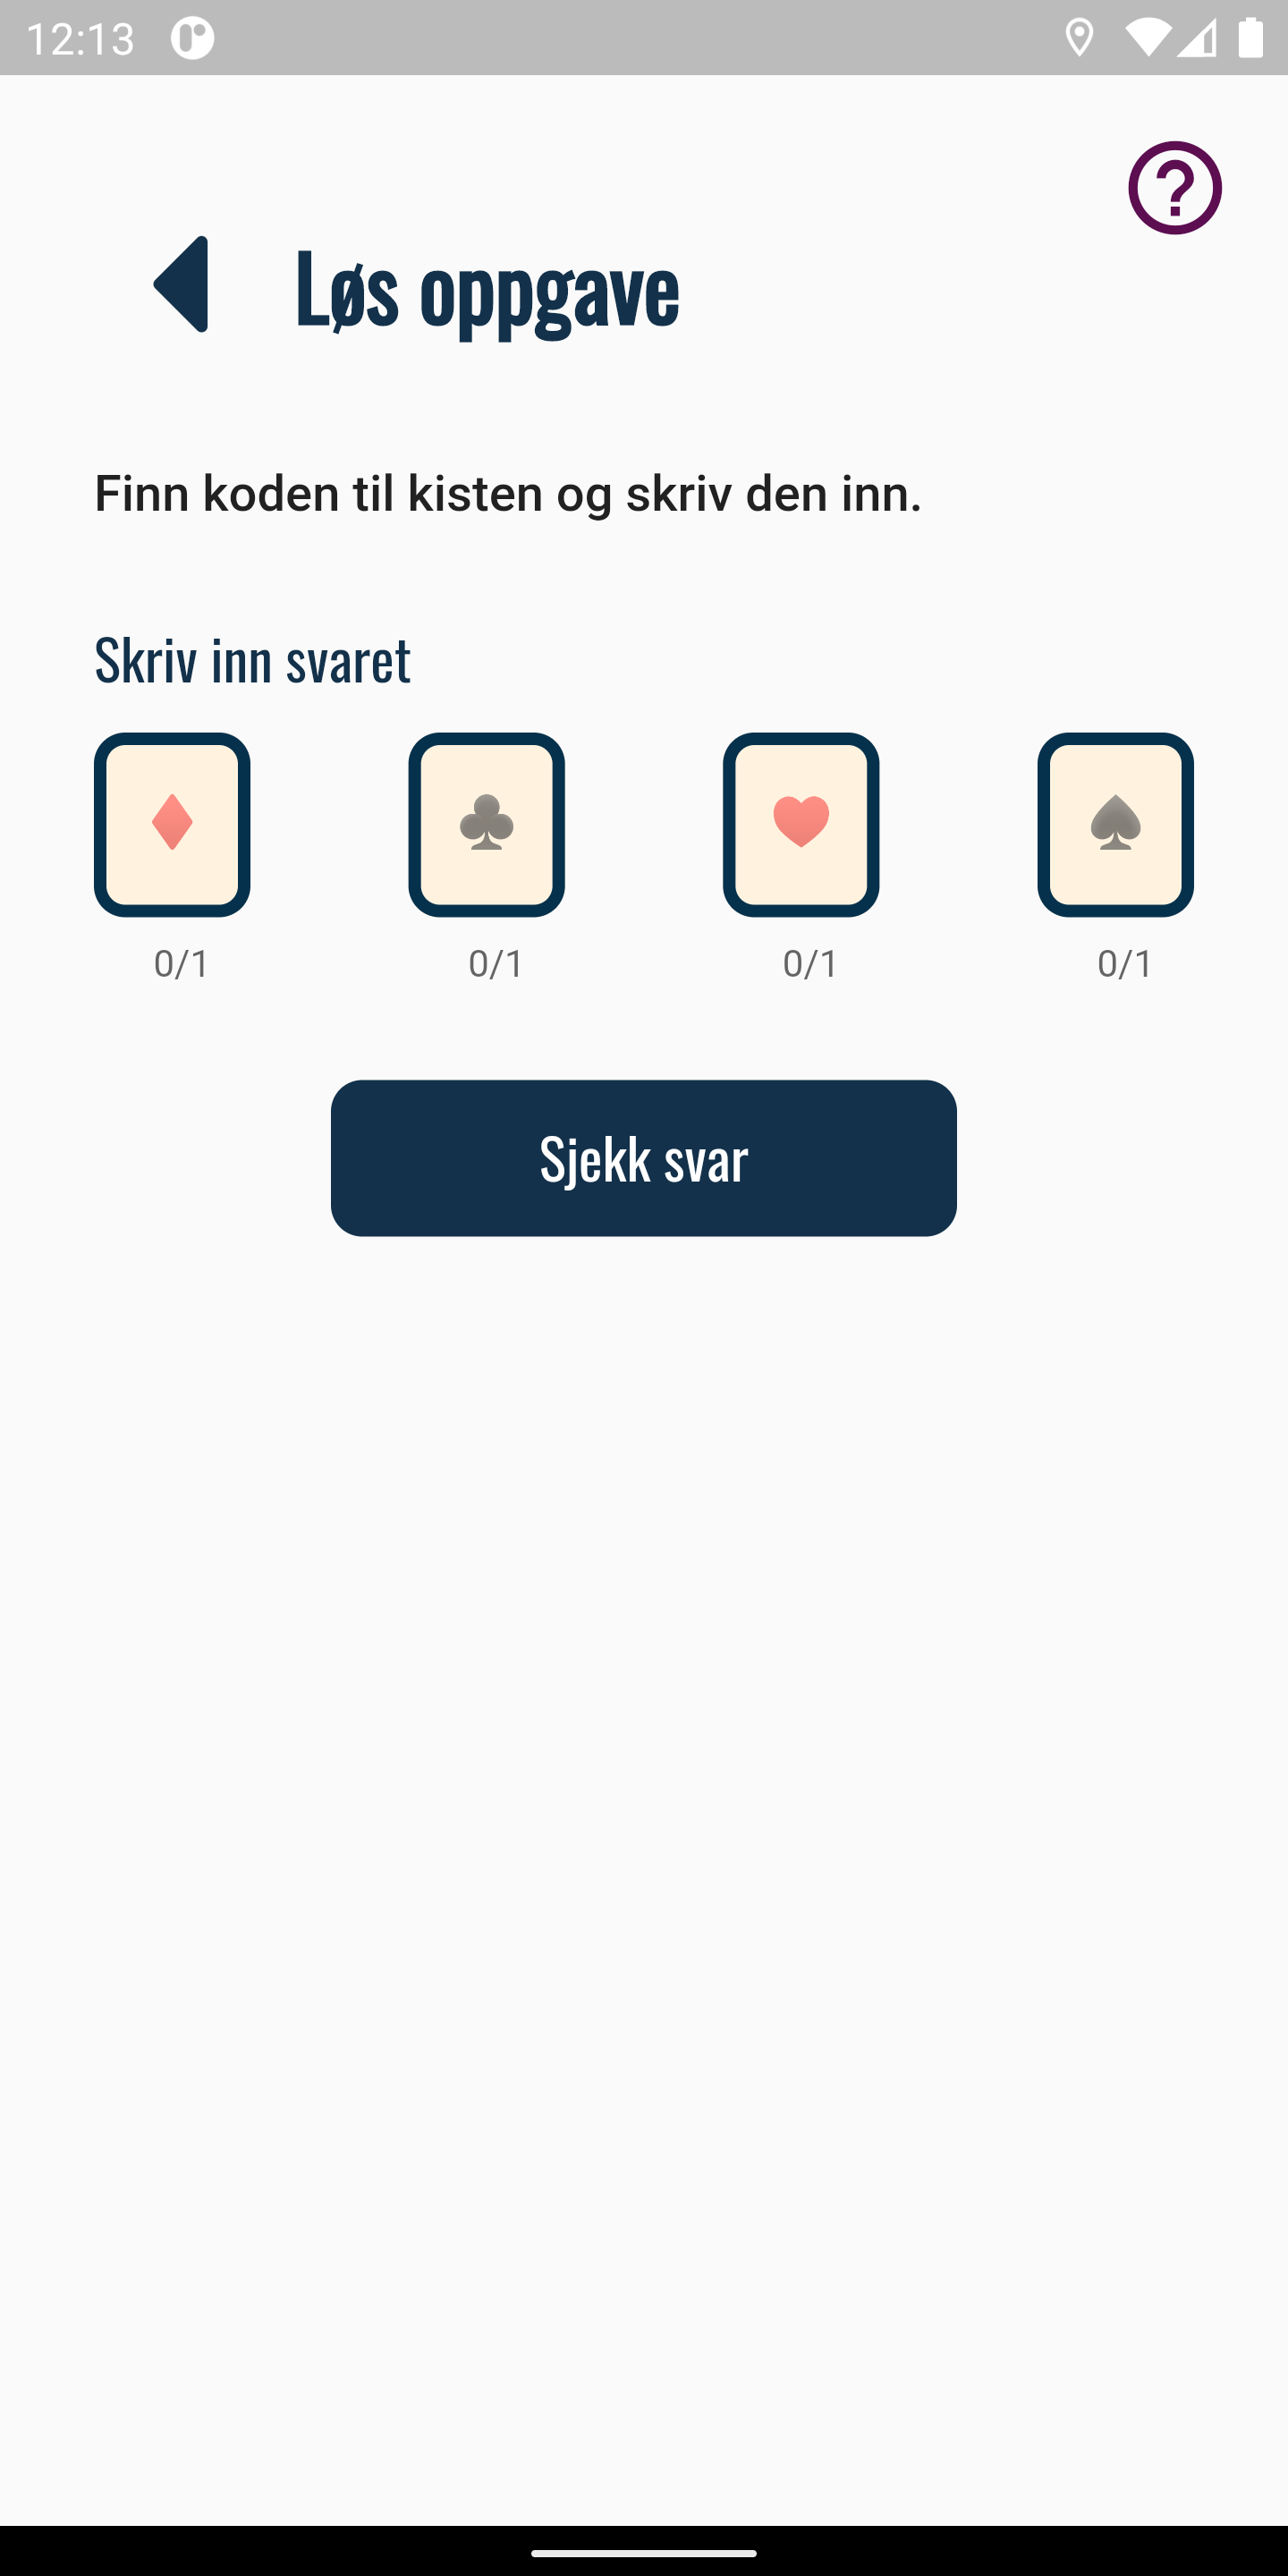 12:13
Løs oppgave
Finn koden til kisten og skriv den inn.
Skriv inn svaret
0/1 0/1 0/1 0/1
Sjekk svar